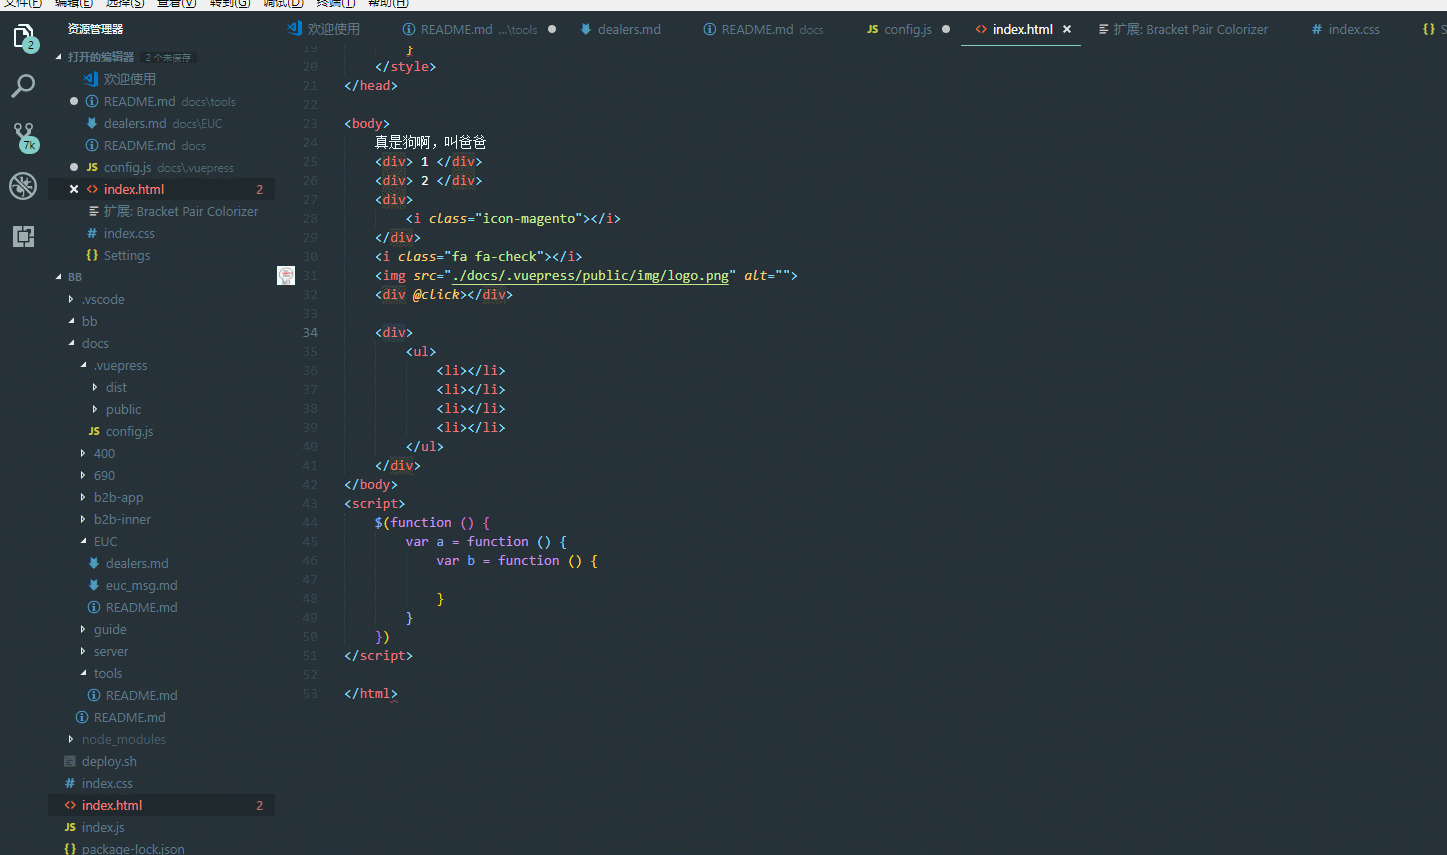 文件(F) 编辑(E) 选择(S) 查看(V) 转到(G) 调试(D) 终端(T) 帮助(H)
资源管理器
欢迎使用 README.md ...\tools dealers.md README.md docs JS config.js <> index.html 扩展: Bracket Pair Colorizer # index.css {} S
2
打开的编辑器 2 个未保存
欢迎使用
README.md docs\tools
dealers.md docs\EUC
README.md docs
JS config.js docs\.vuepress
<> index.html 2
扩展: Bracket Pair Colorizer
# index.css
{} Settings
7k
BB
.vscode
bb
docs
.vuepress
dist
public
JS config.js
400
690
b2b-app
b2b-inner
EUC
dealers.md
euc_msg.md
README.md
guide
server
tools
README.md
README.md
node_modules
deploy.sh
# index.css
<> index.html 2
JS index.js
{} package-lock.json
19 }
20 </style>
21 </head>
22
23 <body>
24 真是狗啊，叫爸爸
25 <div> 1 </div>
26 <div> 2 </div>
27 <div>
28 <i class="icon-magento"></i>
29 </div>
30 <i class="fa fa-check"></i>
31 <img src="./docs/.vuepress/public/img/logo.png" alt="">
32 <div @click></div>
33
34 <div>
35 <ul>
36 <li></li>
37 <li></li>
38 <li></li>
39 <li></li>
40 </ul>
41 </div>
42 </body>
43 <script>
44 $(function () {
45 var a = function () {
46 var b = function () {
47
48 }
49 }
50 })
51 </script>
52
53 </html>